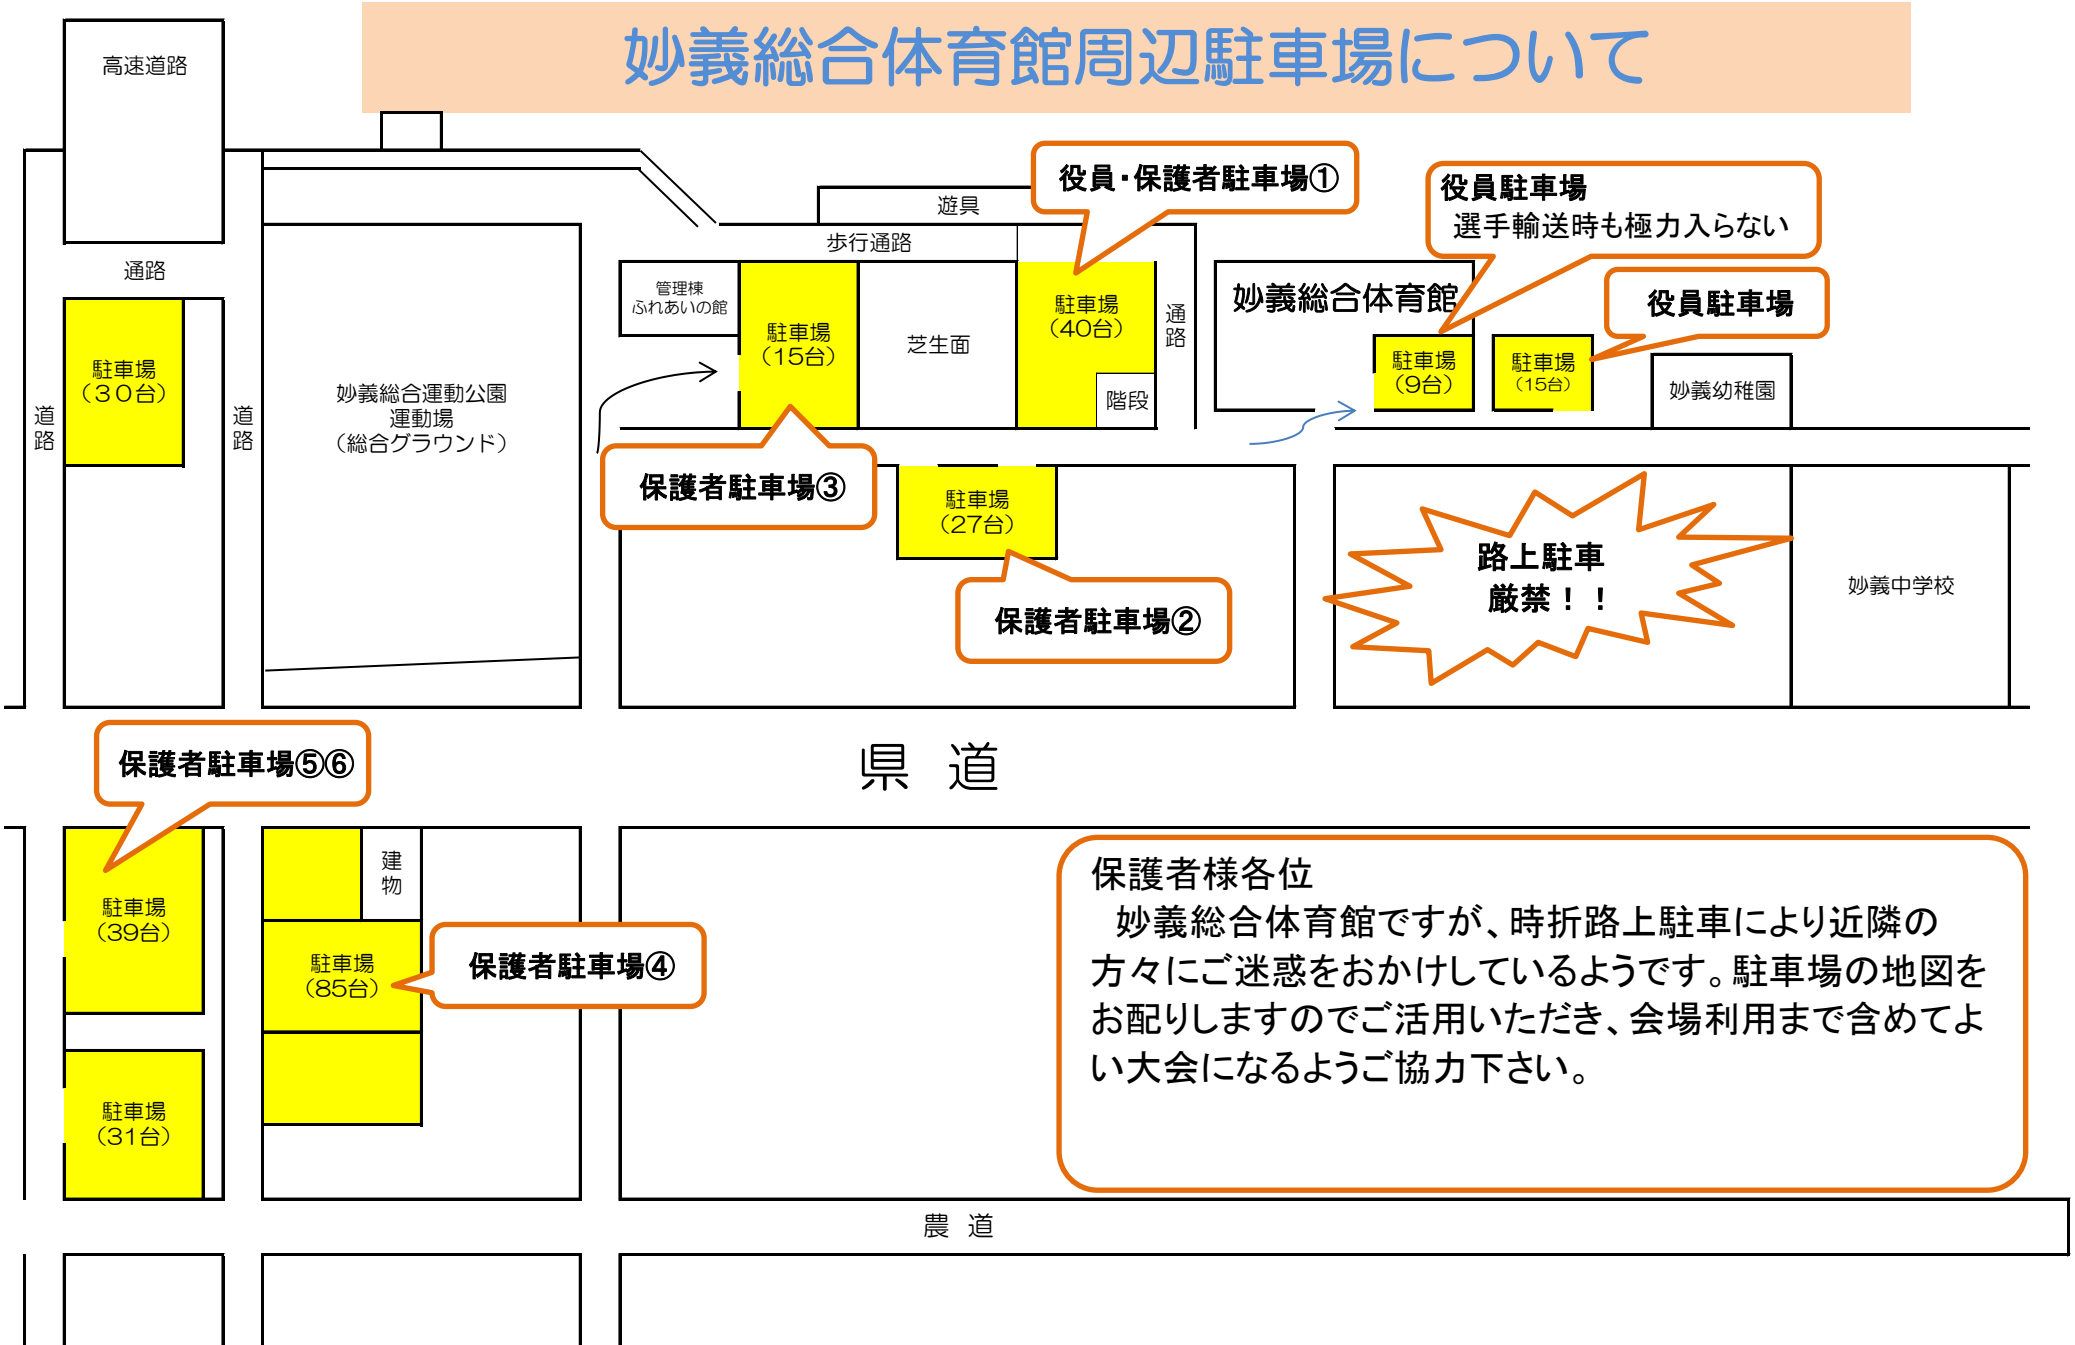 妙義総合体育館周辺駐車場について
高速道路
役員・保護者駐車場①
役員駐車場
選手輸送時も極力入らない
遊具
歩行通路
通路
管理棟
ふれあいの館
駐車場
(15台)
芝生面
駐車場
(40台)
階段
通路
妙義総合体育館
役員駐車場
駐車場
(9台)
駐車場
(15台)
妙義幼稚園
駐車場
(30台)
道路
道路
妙義総合運動公園
運動場
(総合グラウンド)
保護者駐車場③
駐車場
(27台)
保護者駐車場②
路上駐車
厳禁！！
妙義中学校
保護者駐車場⑤⑥
県 道
駐車場
(39台)
建物
駐車場
(85台)
保護者駐車場④
駐車場
(31台)
保護者様各位
妙義総合体育館ですが、時折路上駐車により近隣の
方々にご迷惑をおかけしているようです。駐車場の地図を
お配りしますのでご活用いただき、会場利用まで含めてよ
い大会になるようご協力下さい。
農 道